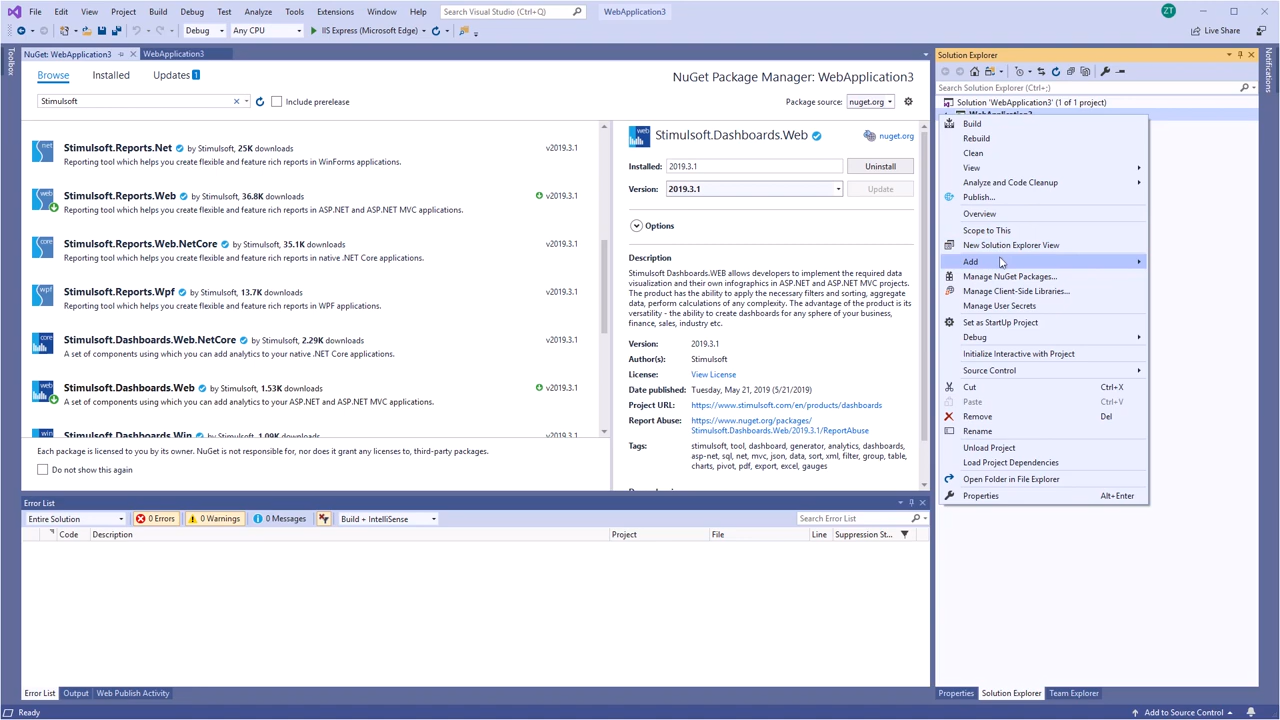 File Edit View Project Build Debug Test Analyze Tools Extensions Window Help Search Visual Studio (Ctrl+Q) WebApplication3 ZT
Debug Any CPU IIS Express (Microsoft Edge) Live Share
Toolbox
NuGet: WebApplication3 WebApplication3
Browse Installed Updates 1
NuGet Package Manager: WebApplication3
Stimulsoft Include prerelease Package source: nuget.org
Stimulsoft.Reports.Net by Stimulsoft, 25K downloads v2019.3.1
Reporting tool which helps you create flexible and feature rich reports in WinForms applications.
Stimulsoft.Reports.Web by Stimulsoft, 36.8K downloads v2019.3.1
Reporting tool which helps you create flexible and feature rich reports in ASP.NET and ASP.NET MVC applications.
Stimulsoft.Reports.Web.NetCore by Stimulsoft, 35.1K downloads v2019.3.1
Reporting tool which helps you create flexible and feature rich reports in native .NET Core applications.
Stimulsoft.Reports.Wpf by Stimulsoft, 13.7K downloads v2019.3.1
Reporting tool which helps you create flexible and feature rich reports in WPF applications.
Stimulsoft.Dashboards.Web.NetCore by Stimulsoft, 2.29K downloads v2019.3.1
A set of components using which you can add analytics to your native .NET Core applications.
Stimulsoft.Dashboards.Web by Stimulsoft, 1.53K downloads v2019.3.1
A set of components using which you can add analytics to your ASP.NET and ASP.NET MVC applications.
Stimulsoft.Dashboards.Win by Stimulsoft, 1.09K downloads v2019.3.1
Each package is licensed to you by its owner. NuGet is not responsible for, nor does it grant any licenses to, third-party packages.
Do not show this again
Stimulsoft.Dashboards.Web nuget.org
Installed: 2019.3.1 Uninstall
Version: 2019.3.1 Update
Options
Description
Stimulsoft Dashboards.WEB allows developers to implement the required data
visualization and their own infographics in ASP.NET and ASP.NET MVC projects.
The product has the ability to apply the necessary filters and sorting, aggregate
data, perform calculations of any complexity. The advantage of the product is its
versatility - the ability to create dashboards for any sphere of your business,
finance, sales, industry etc.
Version: 2019.3.1
Author(s): Stimulsoft
License: View License
Date published: Tuesday, May 21, 2019 (5/21/2019)
Project URL: https://www.stimulsoft.com/en/products/dashboards
Report Abuse: https://www.nuget.org/packages/
Stimulsoft.Dashboards.Web/2019.3.1/ReportAbuse
Tags: stimulsoft, tool, dashboard, generator, analytics, dashboards,
asp-net, sql, net, mvc, json, data, sort, xml, filter, group, table,
charts, pivot, pdf, export, excel, gauges
Error List
Entire Solution 0 Errors 0 Warnings 0 Messages Build + IntelliSense Search Error List
Code Description Project File Line Suppression St...
Error List Output Web Publish Activity
Solution Explorer
Search Solution Explorer (Ctrl+;)
Solution 'WebApplication3' (1 of 1 project)
WebApplication3
Build
Rebuild
Clean
View
Analyze and Code Cleanup
Publish...
Overview
Scope to This
New Solution Explorer View
Add
Manage NuGet Packages...
Manage Client-Side Libraries...
Manage User Secrets
Set as StartUp Project
Debug
Initialize Interactive with Project
Source Control
Cut Ctrl+X
Paste Ctrl+V
Remove Del
Rename
Unload Project
Load Project Dependencies
Open Folder in File Explorer
Properties Alt+Enter
Properties Solution Explorer Team Explorer
Notifications
Ready Add to Source Control